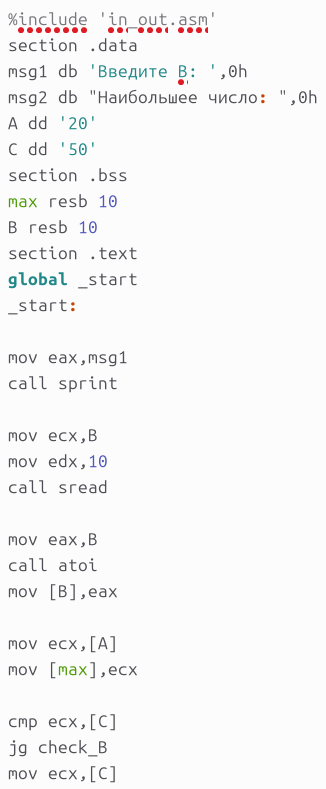 %include 'in_out.asm'
section .data
msg1 db 'Введите B: ',0h
msg2 db "Наибольшее число: ",0h
A dd '20'
C dd '50'
section .bss
max resb 10
B resb 10
section .text
global _start
_start:
mov eax,msg1
call sprint
mov ecx,B
mov edx,10
call sread
mov eax,B
call atoi
mov [B],eax
mov ecx,[A]
mov [max],ecx
cmp ecx,[C]
jg check_B
mov ecx,[C]